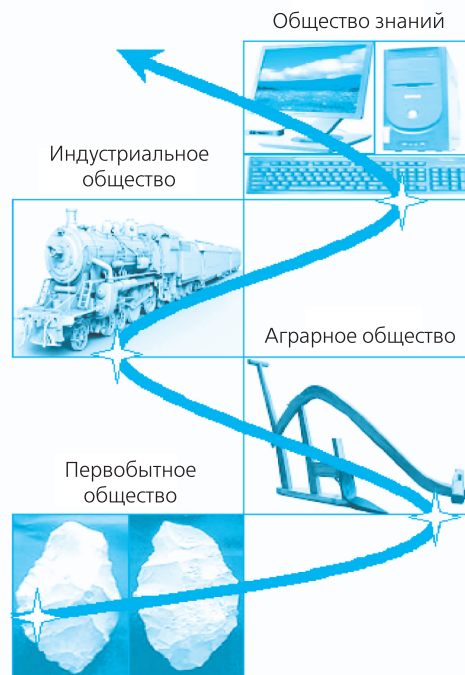 Общество знаний
Индустриальное
общество
Аграрное общество
Первобытное
общество